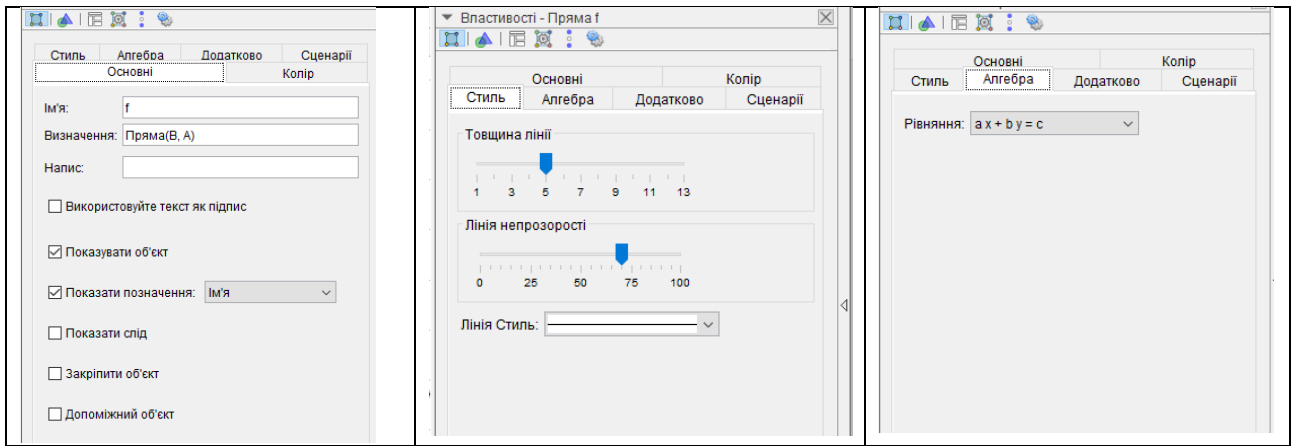 Стиль Алгебра Додатково Сценарії
Основні Колір
Ім'я: f
Визначення: Пряма(B, A)
Напис:
Використовуйте текст як підпис
Показувати об'єкт
Показати позначення: Ім'я
Показати слід
Закріпити об'єкт
Допоміжний об'єкт
Властивості - Пряма f
Основні Колір
Стиль Алгебра Додатково Сценарії
Товщина лінії
1 3 5 7 9 11 13
Лінія непрозорості
0 25 50 75 100
Лінія Стиль:
Основні Колір
Стиль Алгебра Додатково Сценарії
Рівняння: a x + b y = c